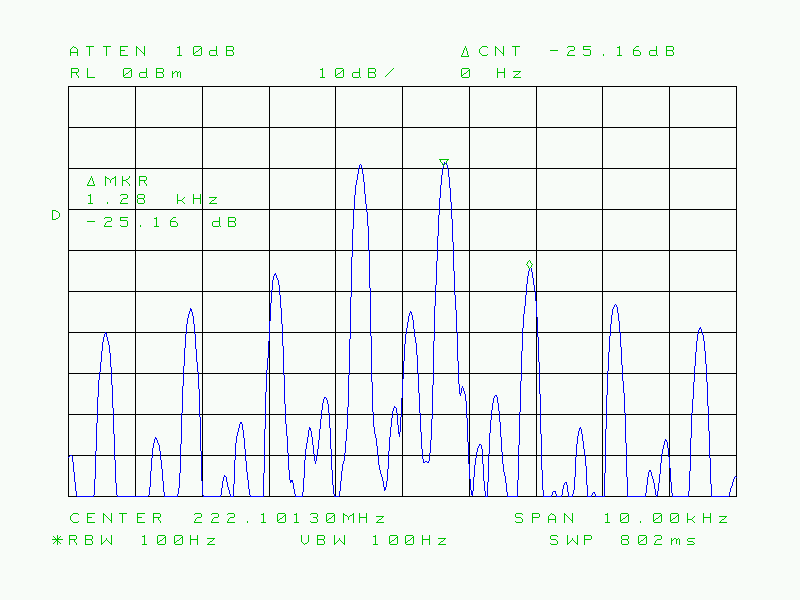 ATTEN 10dB ΔCNT -25.16dB
RL 0dBm 10dB/ 0 Hz
ΔMKR
1.28 kHz
D
-25.16 dB
CENTER 222.10130MHz SPAN 10.00kHz
*RBW 100Hz VBW 100Hz SWP 802ms